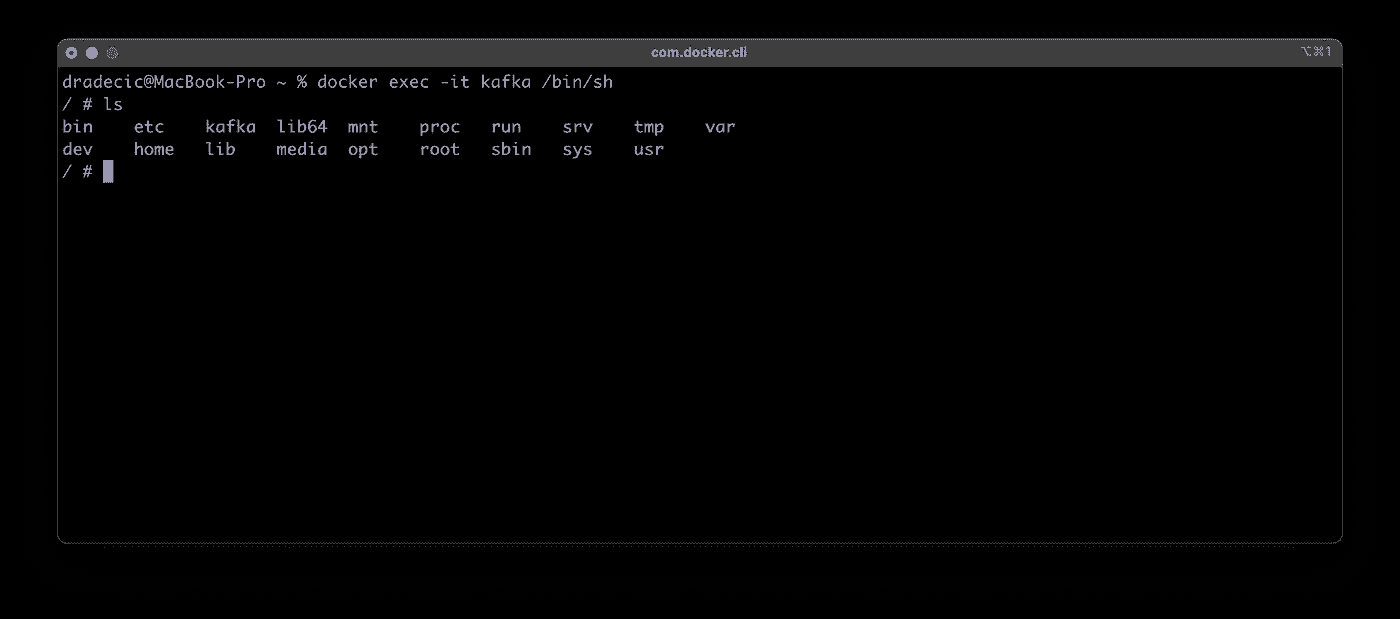 com.docker.cli ⌥⌘1
dradecic@MacBook-Pro ~ % docker exec -it kafka /bin/sh
/ # ls
bin    etc    kafka  lib64  mnt    proc   run    srv    tmp    var
dev    home   lib    media  opt    root   sbin   sys    usr
/ #